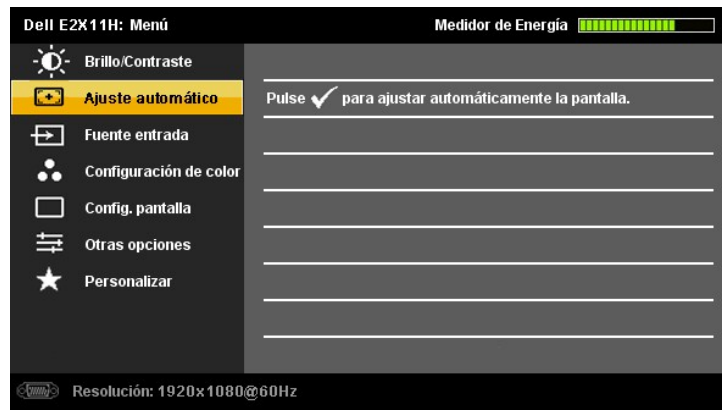 Dell E2X11H: Menú
Medidor de Energía
Brillo/Contraste
Ajuste automático
Pulse ✓ para ajustar automáticamente la pantalla.
Fuente entrada
Configuración de color
Config. pantalla
Otras opciones
Personalizar
Resolución: 1920x1080@60Hz